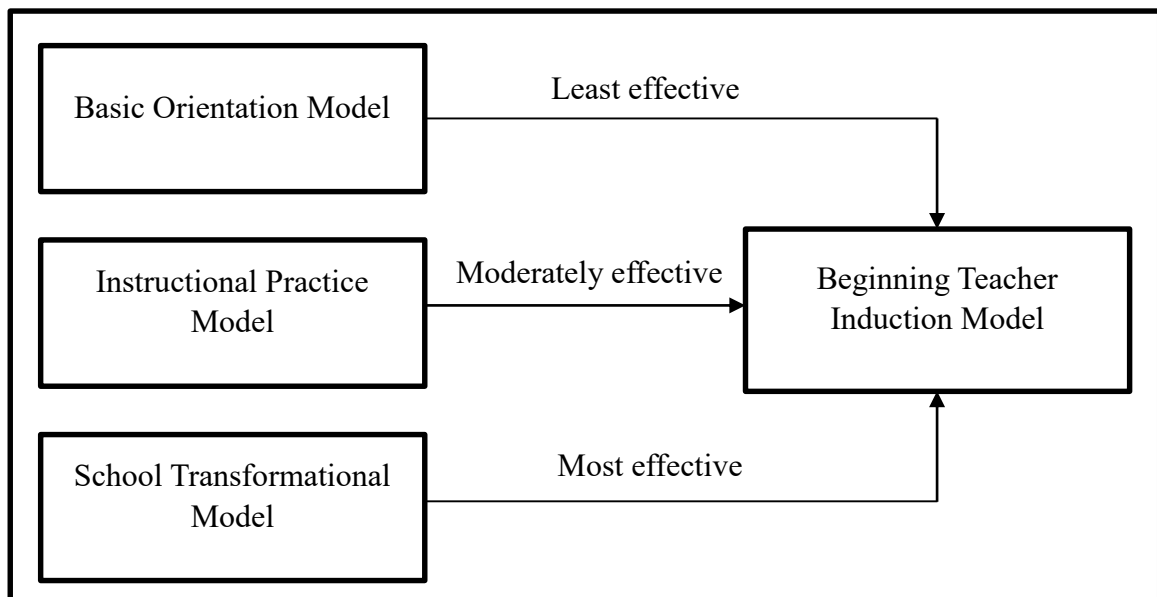 Basic Orientation Model
Least effective
Instructional Practice
Model
Moderately effective
Beginning Teacher
Induction Model
School Transformational
Model
Most effective